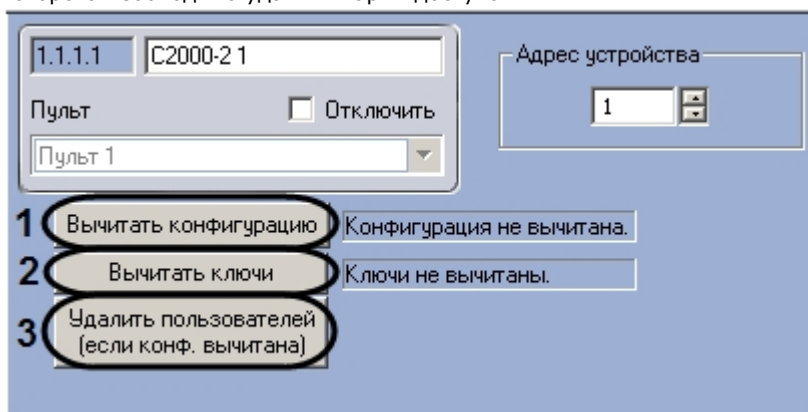 1.1.1.1
С2000-2 1
Адрес устройства
1
Пульт
Отключить
Пульт 1
1
Вычитать конфигурацию
Конфигурация не вычитана.
2
Вычитать ключи
Ключи не вычитаны.
3
Удалить пользователей
(если конф. вычитана)